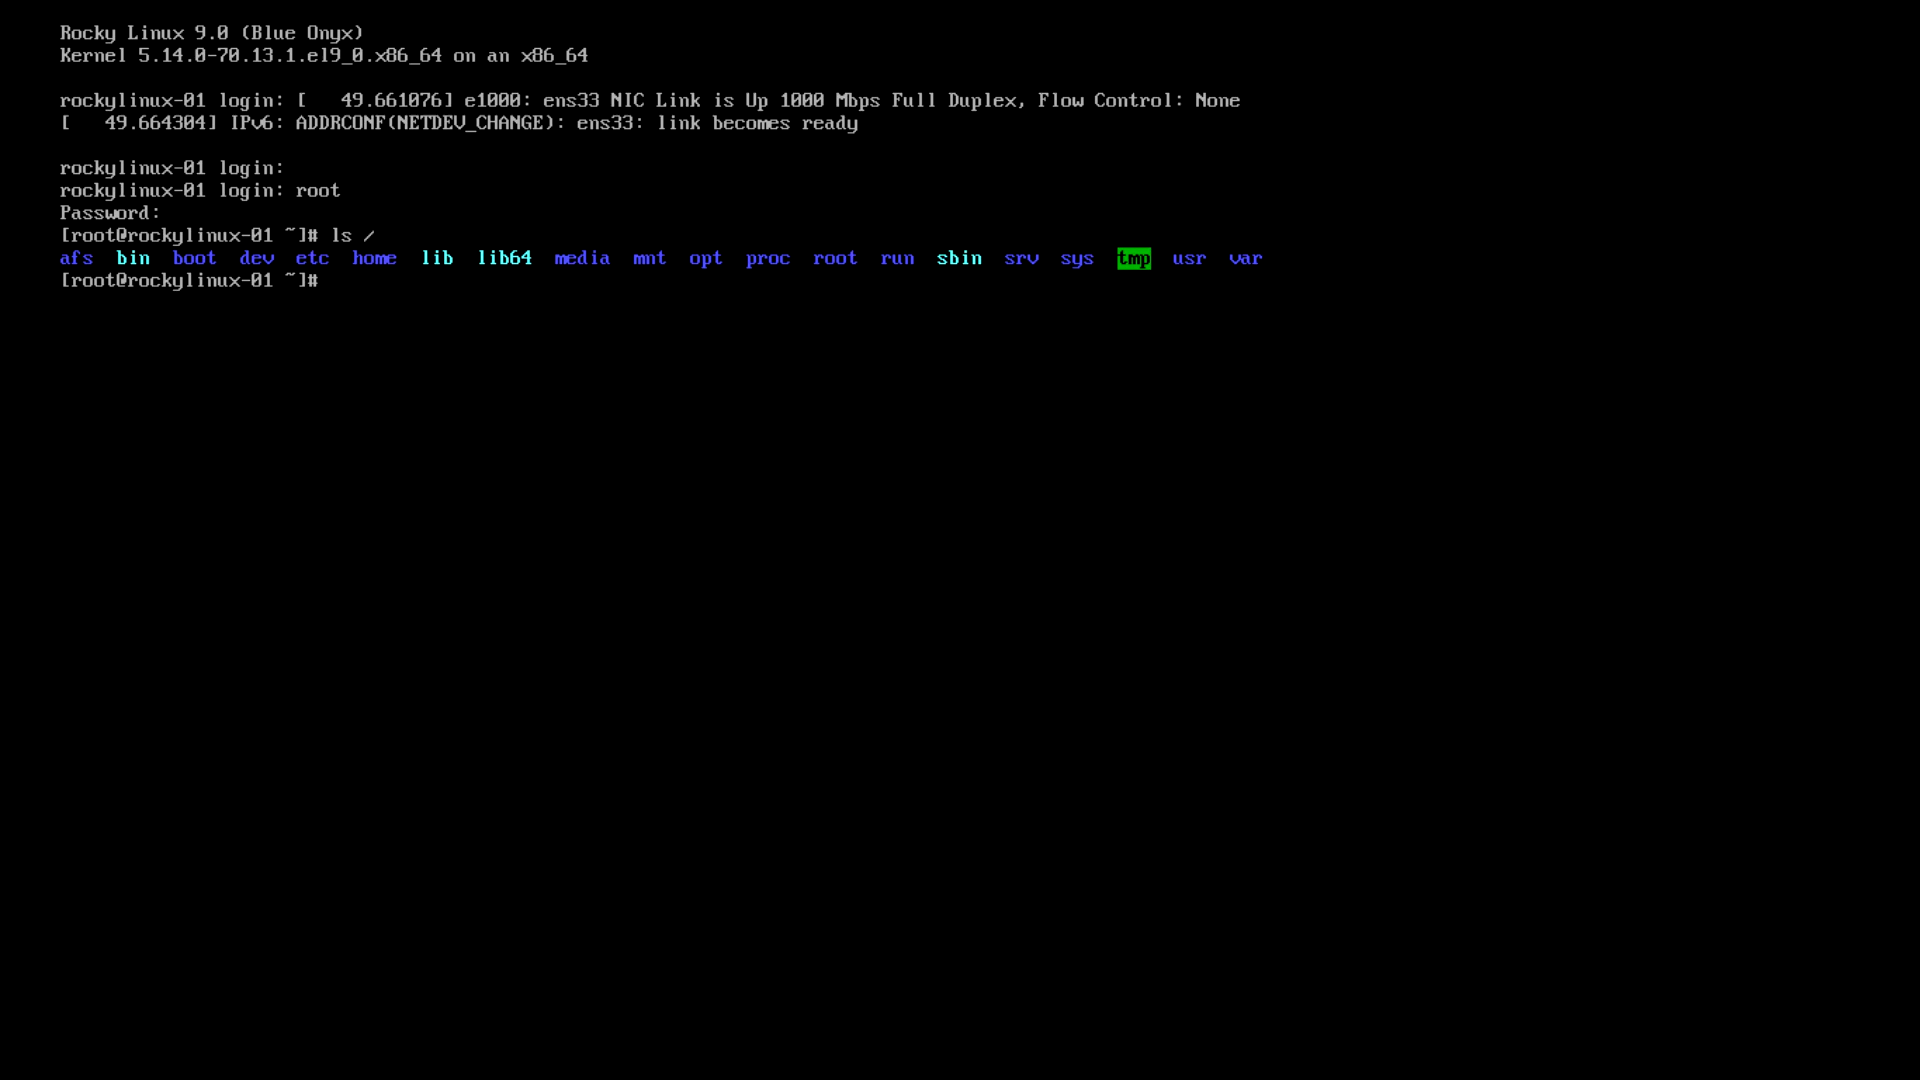 Rocky Linux 9.0 (Blue Onyx)
Kernel 5.14.0-70.13.1.el9_0.x86_64 on an x86_64
rockylinux-01 login: [   49.661076] e1000: ens33 NIC Link is Up 1000 Mbps Full Duplex, Flow Control: None
[   49.664304] IPv6: ADDRCONF(NETDEV_CHANGE): ens33: link becomes ready
rockylinux-01 login:
rockylinux-01 login: root
Password:
[root@rockylinux-01 ~]# ls /
afs  bin  boot  dev  etc  home  lib  lib64  media  mnt  opt  proc  root  run  sbin  srv  sys  tmp  usr  var
[root@rockylinux-01 ~]#